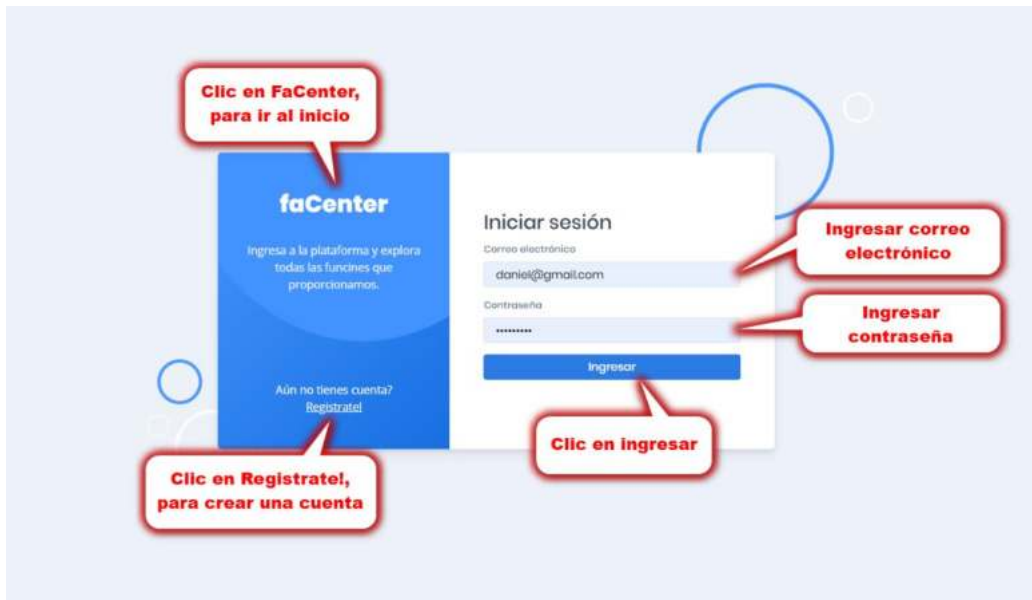 Clic en FaCenter,
para ir al inicio
faCenter
Ingresa a la plataforma y explora
todas las funcines que
proporcionamos.
Aún no tienes cuenta?
Registrate!
Clic en Registrate!,
para crear una cuenta
Iniciar sesión
Correo electrónico
daniel@gmail.com
Ingresar correo
electrónico
Contraseña
•••••••••
Ingresar
contraseña
Ingresar
Clic en ingresar